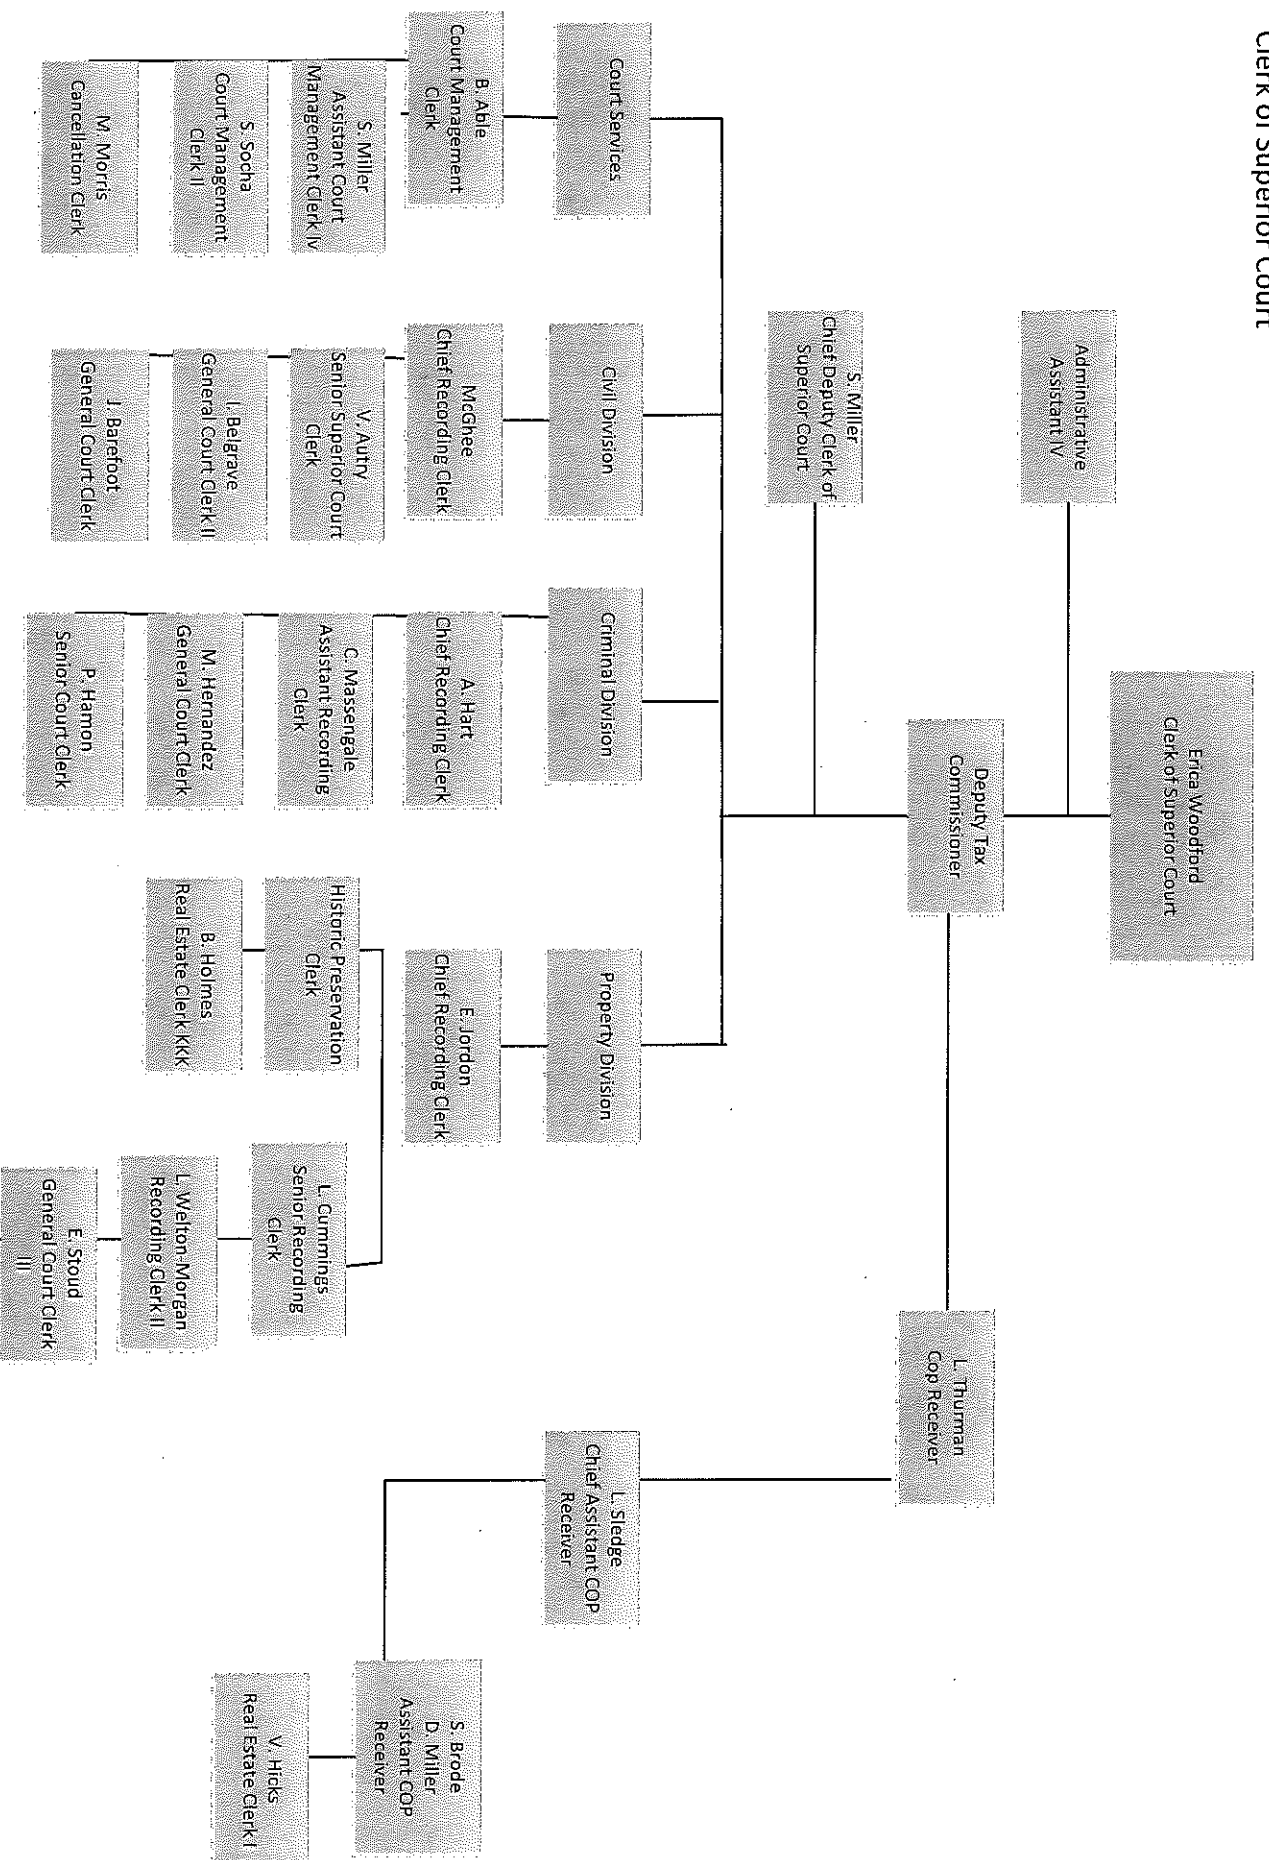 Clerk of Superior Court
Erica Woodford
Clerk of Superior Court
Administrative
Assistant IV
Deputy Tax
Commissioner
L. Thurman
Cop Receiver
S. Miller
Chief Deputy Clerk of
Superior Court
Court Services
Civil Division
Criminal Division
Property Division
L. Sledge
Chief Assistant COP
Receiver
B. Able
Court Management
Clerk
McGhee
Chief Recording Clerk
A. Hart
Chief Recording Clerk
E. Jordon
Chief Recording Clerk
S. Brode
D. Miller
Assistant COP
Receiver
S. Miller
Assistant Court
Management Clerk Iv
V. Autry
Senior Superior Court
Clerk
C. Massengale
Assistant Recording
Clerk
Historic Preservation
Clerk
L. Cummings
Senior Recording
Clerk
V. Hicks
Real Estate Clerk I
S. Socha
Court Management
Clerk II
I. Belgrave
General Court Clerk II
M. Hernandez
General Court Clerk
B. Holmes
Real Estate Clerk KKK
L. Welton-Morgan
Recording Clerk II
M. Morris
Cancellation Clerk
J. Barefoot
General Court Clerk
P. Hamon
Senior Court Clerk
E. Stoud
General Court Clerk
III